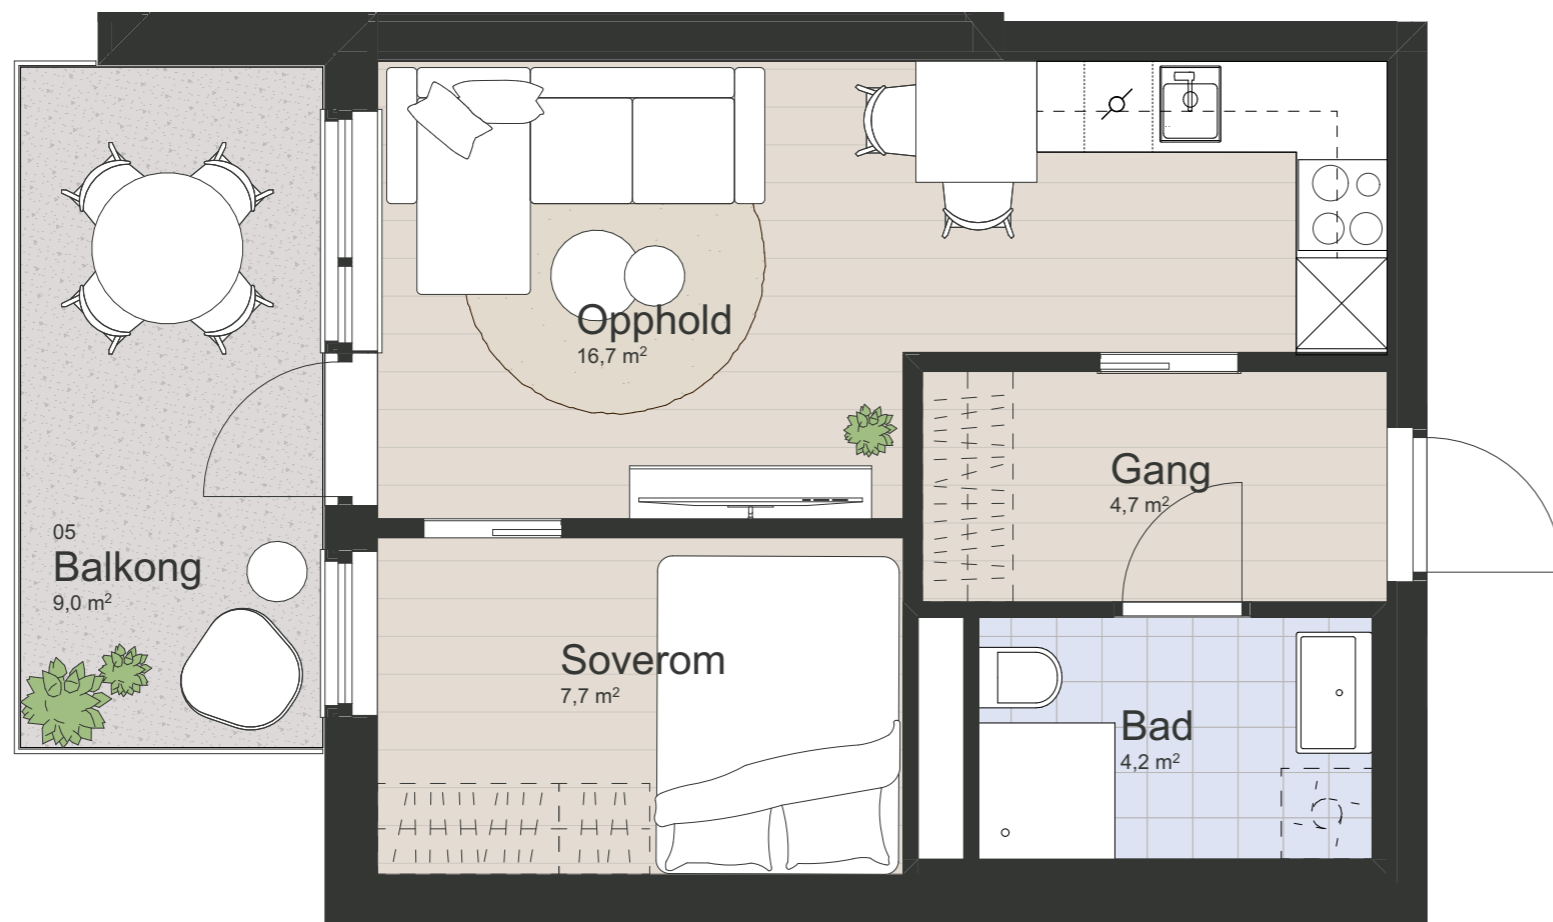 Opphold
16,7 m²
Gang
4,7 m²
05
Balkong
9,0 m²
Soverom
7,7 m²
Bad
4,2 m²